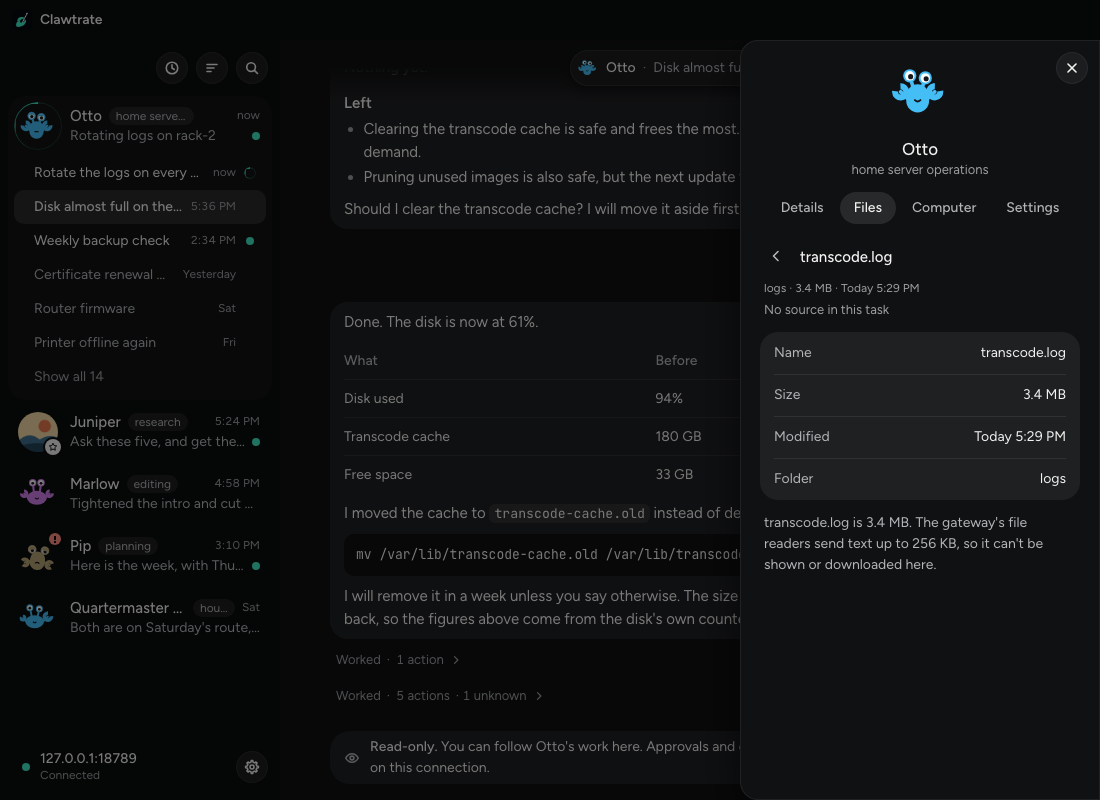 Clawtrate
Otto home serve... now
Rotating logs on rack-2
Rotate the logs on every ... now
Disk almost full on the... 5:36 PM
Weekly backup check 2:34 PM
Certificate renewal ... Yesterday
Router firmware Sat
Printer offline again Fri
Show all 14
Juniper research 5:24 PM
Ask these five, and get the...
Marlow editing 4:58 PM
Tightened the intro and cut ...
Pip planning 3:10 PM
Here is the week, with Thu...
Quartermaster ... hou... Sat
Both are on Saturday's route,...
127.0.0.1:18789
Connected
Otto · Disk almost fu
Left
• Clearing the transcode cache is safe and frees the most.
demand.
• Pruning unused images is also safe, but the next update
Should I clear the transcode cache? I will move it aside first
Done. The disk is now at 61%.
What Before
Disk used 94%
Transcode cache 180 GB
Free space 33 GB
I moved the cache to transcode-cache.old instead of de
mv /var/lib/transcode-cache.old /var/lib/transcode
I will remove it in a week unless you say otherwise. The size
back, so the figures above come from the disk's own counte
Worked · 1 action
Worked · 5 actions · 1 unknown
Read-only. You can follow Otto's work here. Approvals and
on this connection.
Otto
home server operations
Details Files Computer Settings
transcode.log
logs · 3.4 MB · Today 5:29 PM
No source in this task
Name transcode.log
Size 3.4 MB
Modified Today 5:29 PM
Folder logs
transcode.log is 3.4 MB. The gateway's file
readers send text up to 256 KB, so it can't be
shown or downloaded here.